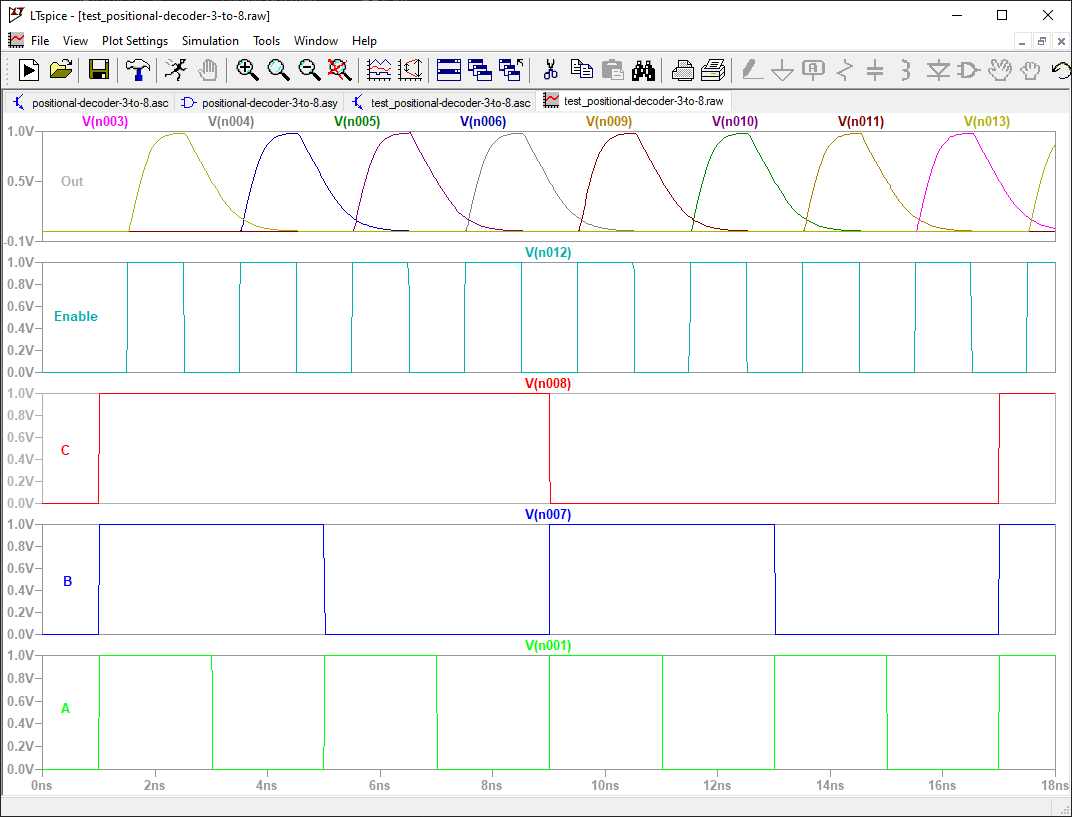 LTspice - [test_positional-decoder-3-to-8.raw]
File View Plot Settings Simulation Tools Window Help
positional-decoder-3-to-8.asc positional-decoder-3-to-8.asy test_positional-decoder-3-to-8.asc test_positional-decoder-3-to-8.raw
V(n003) V(n004) V(n005) V(n006) V(n009) V(n010) V(n011) V(n013)
1.0V
0.5V Out
-0.1V
V(n012)
1.0V
0.8V
0.6V
Enable
0.4V
0.2V
0.0V
V(n008)
1.0V
0.8V
0.6V
C
0.4V
0.2V
0.0V
V(n007)
1.0V
0.8V
0.6V
B
0.4V
0.2V
0.0V
V(n001)
1.0V
0.8V
0.6V
A
0.4V
0.2V
0.0V
0ns 2ns 4ns 6ns 8ns 10ns 12ns 14ns 16ns 18ns